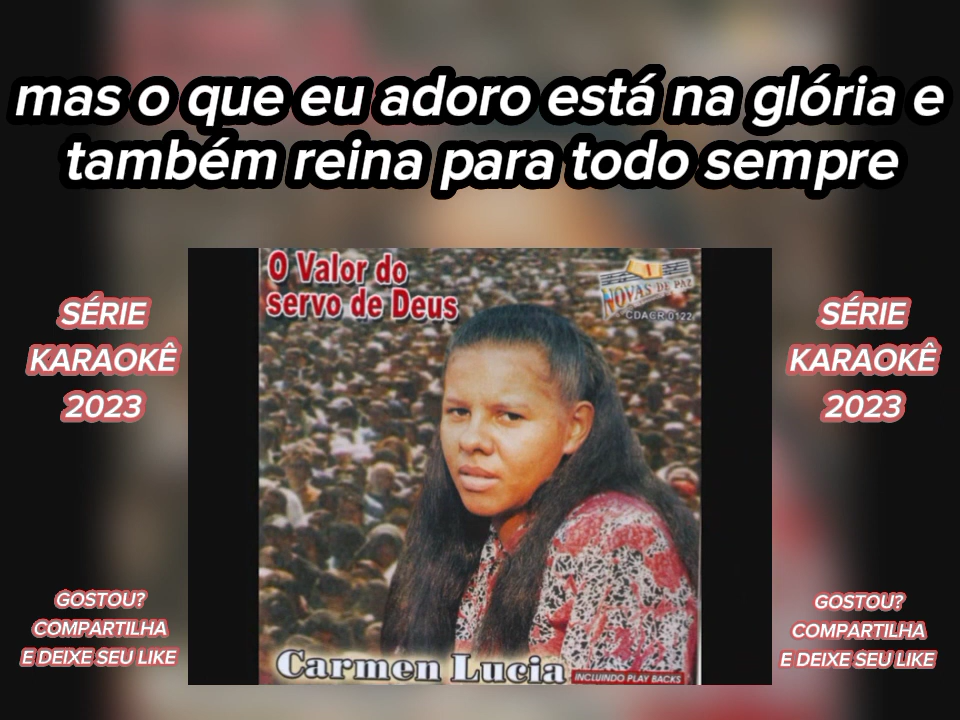 mas o que eu adoro está na glória e
também reina para todo sempre
O Valor do
servo de Deus
NOVAS DE PAZ
CDAGR-0122
SÉRIE
KARAOKÊ
2023
SÉRIE
KARAOKÊ
2023
GOSTOU?
COMPARTILHA
E DEIXE SEU LIKE
GOSTOU?
COMPARTILHA
E DEIXE SEU LIKE
Carmen Lucia
INCLUINDO PLAY BACKS